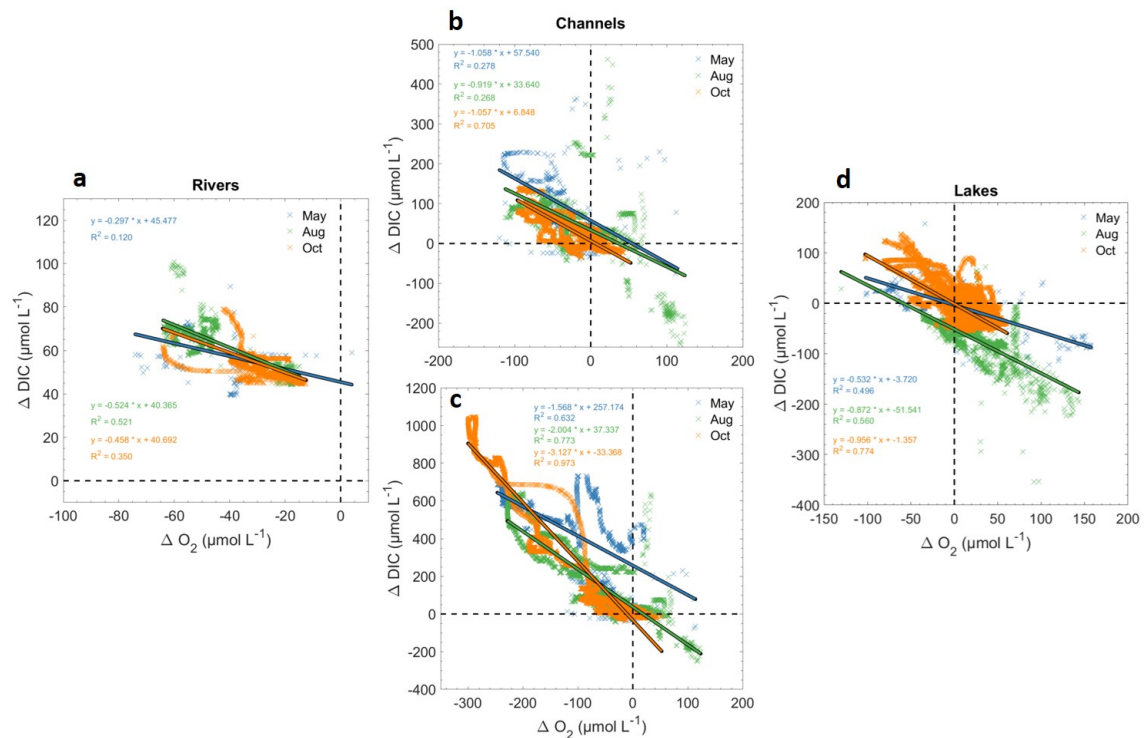 a
Rivers
Δ DIC (µmol L⁻¹)
120
100
80
60
40
20
0
-100
-80
-60
-40
-20
0
Δ O₂ (µmol L⁻¹)
y = -0.297 * x + 45.477
R² = 0.120
May
Aug
Oct
y = -0.524 * x + 40.365
R² = 0.521
y = -0.458 * x + 40.692
R² = 0.350
b
Channels
Δ DIC (µmol L⁻¹)
500
400
300
200
100
0
-100
-200
-200
-100
0
100
200
y = -1.058 * x + 57.540
R² = 0.278
y = -0.919 * x + 33.640
R² = 0.268
y = -1.057 * x + 6.848
R² = 0.705
May
Aug
Oct
c
Δ DIC (µmol L⁻¹)
1200
1000
800
600
400
200
0
-200
-400
-300
-200
-100
0
100
200
Δ O₂ (µmol L⁻¹)
y = -1.568 * x + 257.174
R² = 0.632
y = -2.004 * x + 37.337
R² = 0.773
y = -3.127 * x + -33.368
R² = 0.973
May
Aug
Oct
d
Lakes
Δ DIC (µmol L⁻¹)
200
100
0
-100
-200
-300
-400
-150
-100
-50
0
50
100
150
200
Δ O₂ (µmol L⁻¹)
May
Aug
Oct
y = -0.532 * x + -3.720
R² = 0.496
y = -0.872 * x + -51.541
R² = 0.560
y = -0.956 * x + -1.357
R² = 0.774